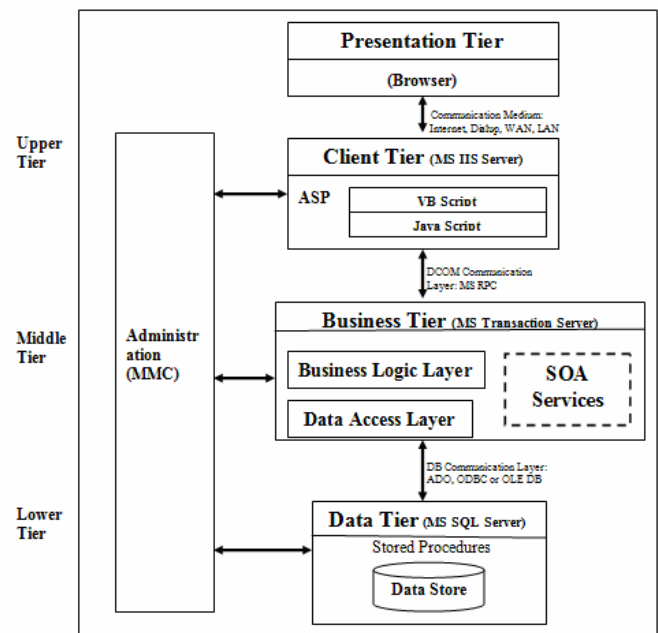 Presentation Tier
(Browser)
Communication Medium:
Internet, Dialup, WAN, LAN
Upper
Tier
Client Tier (MS IIS Server)
ASP
VB Script
Java Script
DCOM Communication
Layer: MS RPC
Middle
Tier
Administr
ation
(MMC)
Business Tier (MS Transaction Server)
Business Logic Layer
Data Access Layer
SOA
Services
DB Communication Layer:
ADO, ODBC or OLE DB
Lower
Tier
Data Tier (MS SQL Server)
Stored Procedures
Data Store